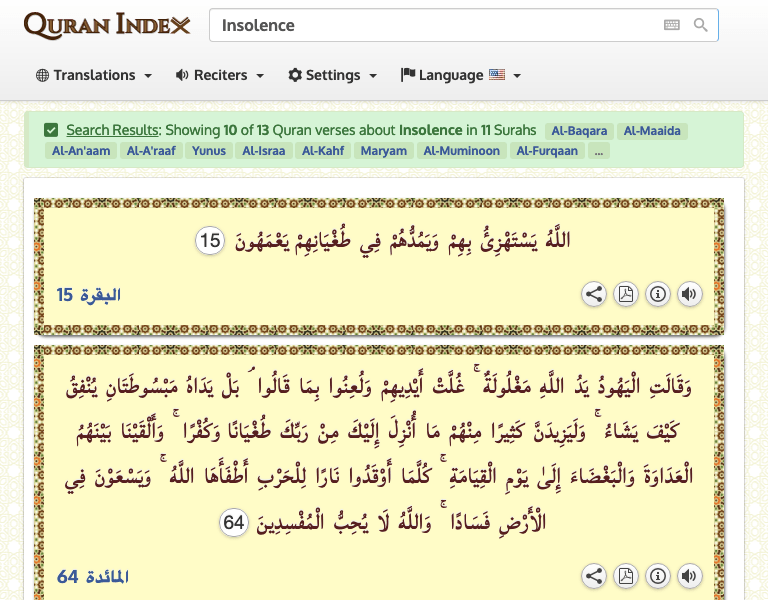 QURAN INDEX
Insolence
Translations Reciters Settings Language
Search Results: Showing 10 of 13 Quran verses about Insolence in 11 Surahs Al-Baqara Al-Maaida
Al-An'aam Al-A'raaf Yunus Al-Israa Al-Kahf Maryam Al-Muminoon Al-Furqaan ...
اللَّهُ يَسْتَهْزِئُ بِهِمْ وَيَمُدُّهُمْ فِي طُغْيَانِهِمْ يَعْمَهُونَ 15
البقرة 15
وَقَالَتِ الْيَهُودُ يَدُ اللَّهِ مَغْلُولَةٌ ۚ غُلَّتْ أَيْدِيهِمْ وَلُعِنُوا بِمَا قَالُوا ۘ بَلْ يَدَاهُ مَبْسُوطَتَانِ يُنْفِقُ
كَيْفَ يَشَاءُ ۚ وَلَيَزِيدَنَّ كَثِيرًا مِنْهُمْ مَا أُنْزِلَ إِلَيْكَ مِنْ رَبِّكَ طُغْيَانًا وَكُفْرًا ۚ وَأَلْقَيْنَا بَيْنَهُمُ
الْعَدَاوَةَ وَالْبَغْضَاءَ إِلَىٰ يَوْمِ الْقِيَامَةِ ۚ كُلَّمَا أَوْقَدُوا نَارًا لِلْحَرْبِ أَطْفَأَهَا اللَّهُ ۚ وَيَسْعَوْنَ فِي
الْأَرْضِ فَسَادًا ۚ وَاللَّهُ لَا يُحِبُّ الْمُفْسِدِينَ 64
المائدة 64